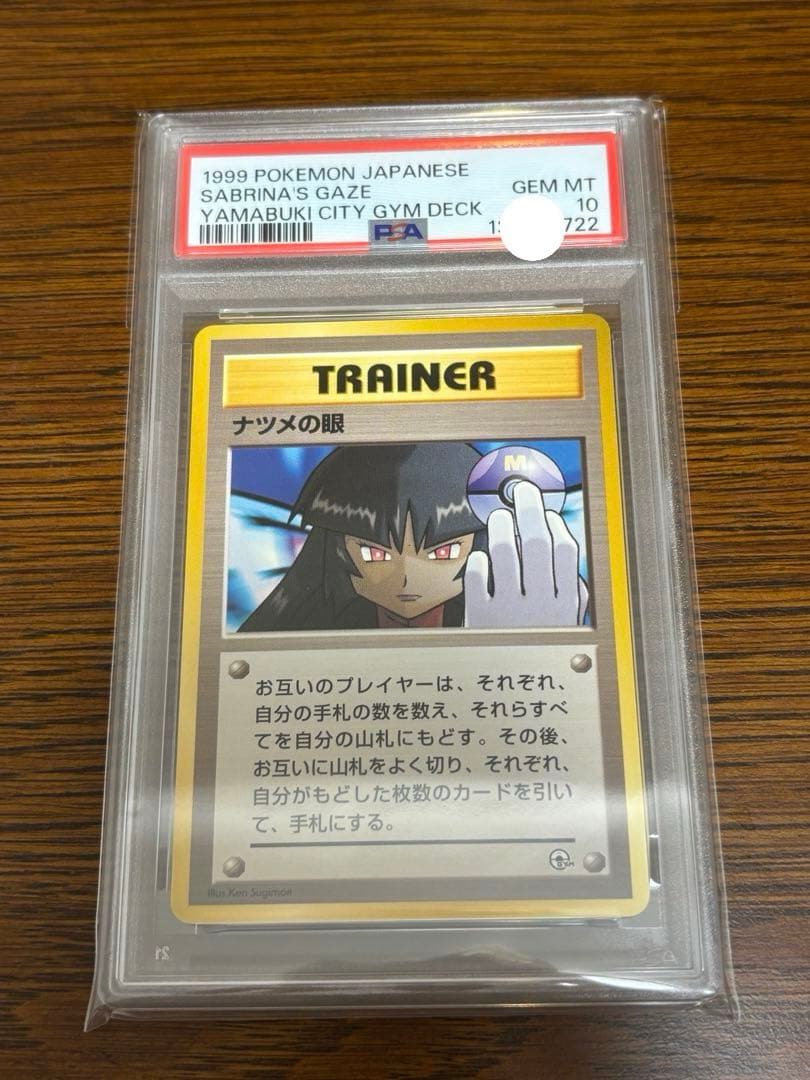 1999 POKEMON JAPANESE
SABRINA'S GAZE
GEM MT
YAMABUKI CITY GYM DECK
10
PSA
722
TRAINER
ナツメの眼
M
お互いのプレイヤーは、それぞれ、
自分の手札の数を数え、それらすべ
てを自分の山札にもどす。その後、
お互いに山札をよく切り、それぞれ、
自分がもどした枚数のカードを引い
て、手札にする。
GYM
Illus. Ken Sugimori
21